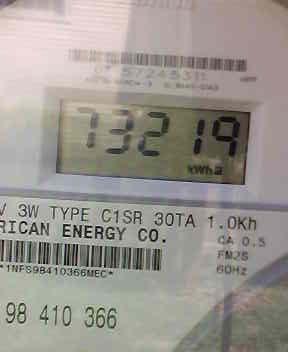 73219
kWha
V 3W TYPE C1SR 30TA 1.0Kh
RICAN ENERGY CO.
CA 0.5
FM2S
60Hz
*1NFS98410366MEC*
98 410 366